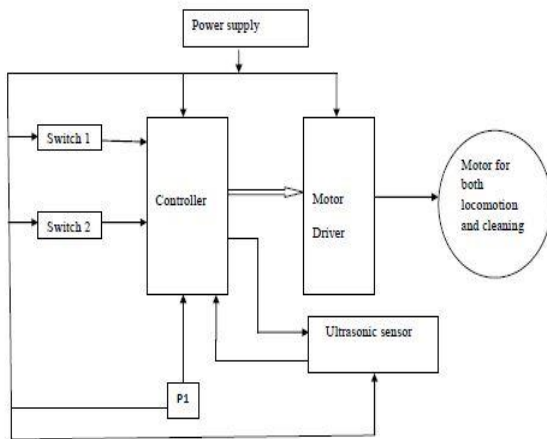 Power supply
Switch 1
Switch 2
Controller
Motor
Driver
Motor for
both
locomotion
and cleaning
Ultrasonic sensor
P1